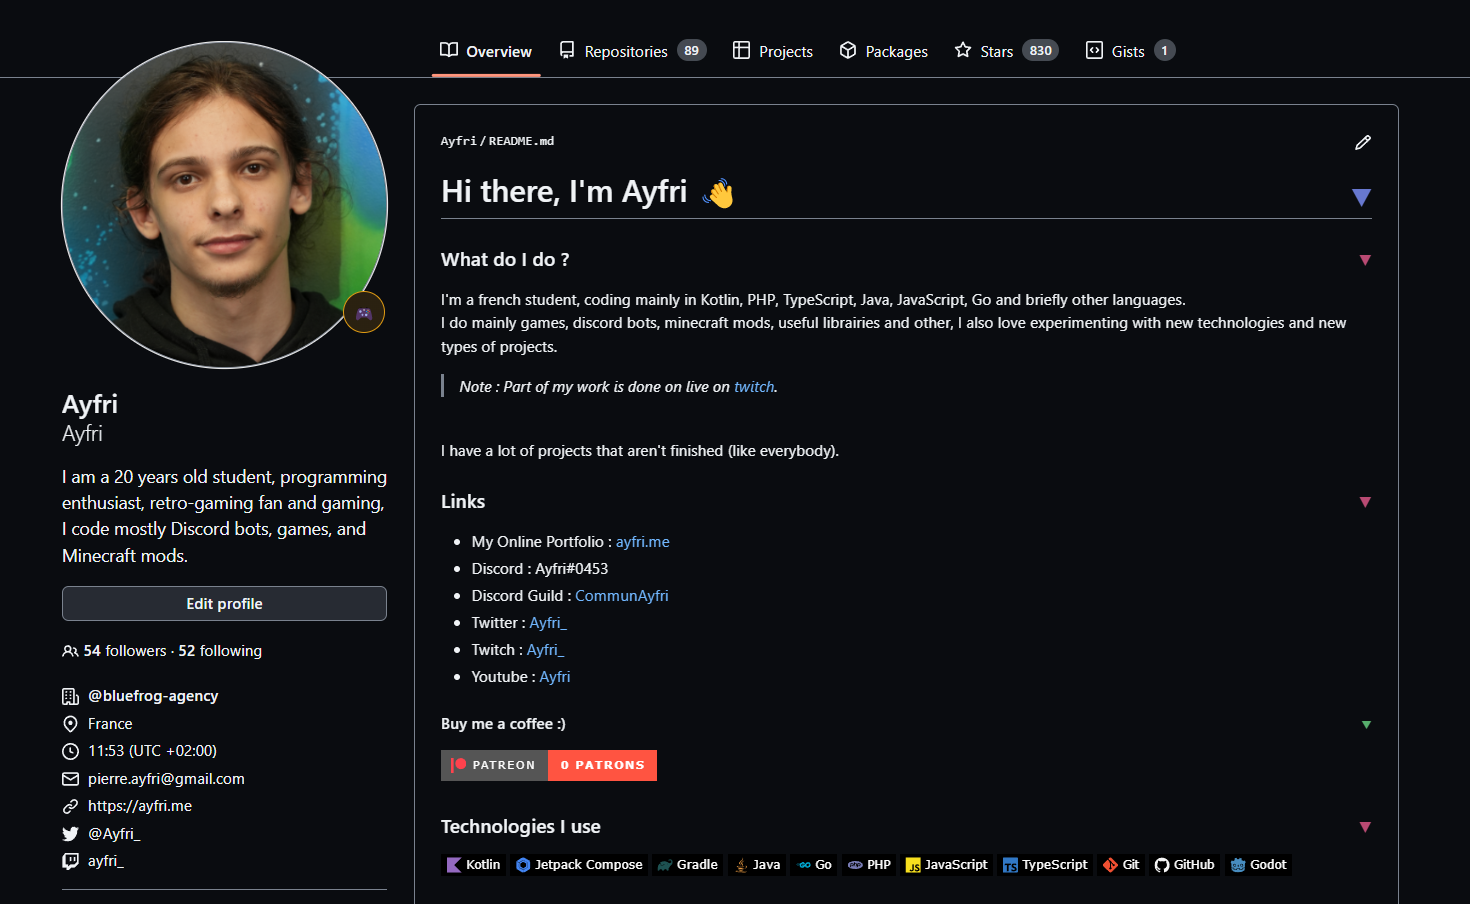 Overview
Repositories 89
Projects
Packages
Stars 830
Gists 1
Ayfri
Ayfri
I am a 20 years old student, programming
enthusiast, retro-gaming fan and gaming,
I code mostly Discord bots, games, and
Minecraft mods.
Edit profile
54 followers · 52 following
@bluefrog-agency
France
11:53 (UTC +02:00)
pierre.ayfri@gmail.com
https://ayfri.me
@Ayfri_
ayfri_
Ayfri/README.md
Hi there, I'm Ayfri 👋
What do I do ?
I'm a french student, coding mainly in Kotlin, PHP, TypeScript, Java, JavaScript, Go and briefly other languages.
I do mainly games, discord bots, minecraft mods, useful librairies and other, I also love experimenting with new technologies and new
types of projects.
Note : Part of my work is done on live on twitch.
I have a lot of projects that aren't finished (like everybody).
Links
• My Online Portfolio : ayfri.me
• Discord : Ayfri#0453
• Discord Guild : CommunAyfri
• Twitter : Ayfri_
• Twitch : Ayfri_
• Youtube : Ayfri
Buy me a coffee :)
PATREON 0 PATRONS
Technologies I use
Kotlin Jetpack Compose Gradle Java GO Go php PHP JS JavaScript TS TypeScript Git GitHub Godot